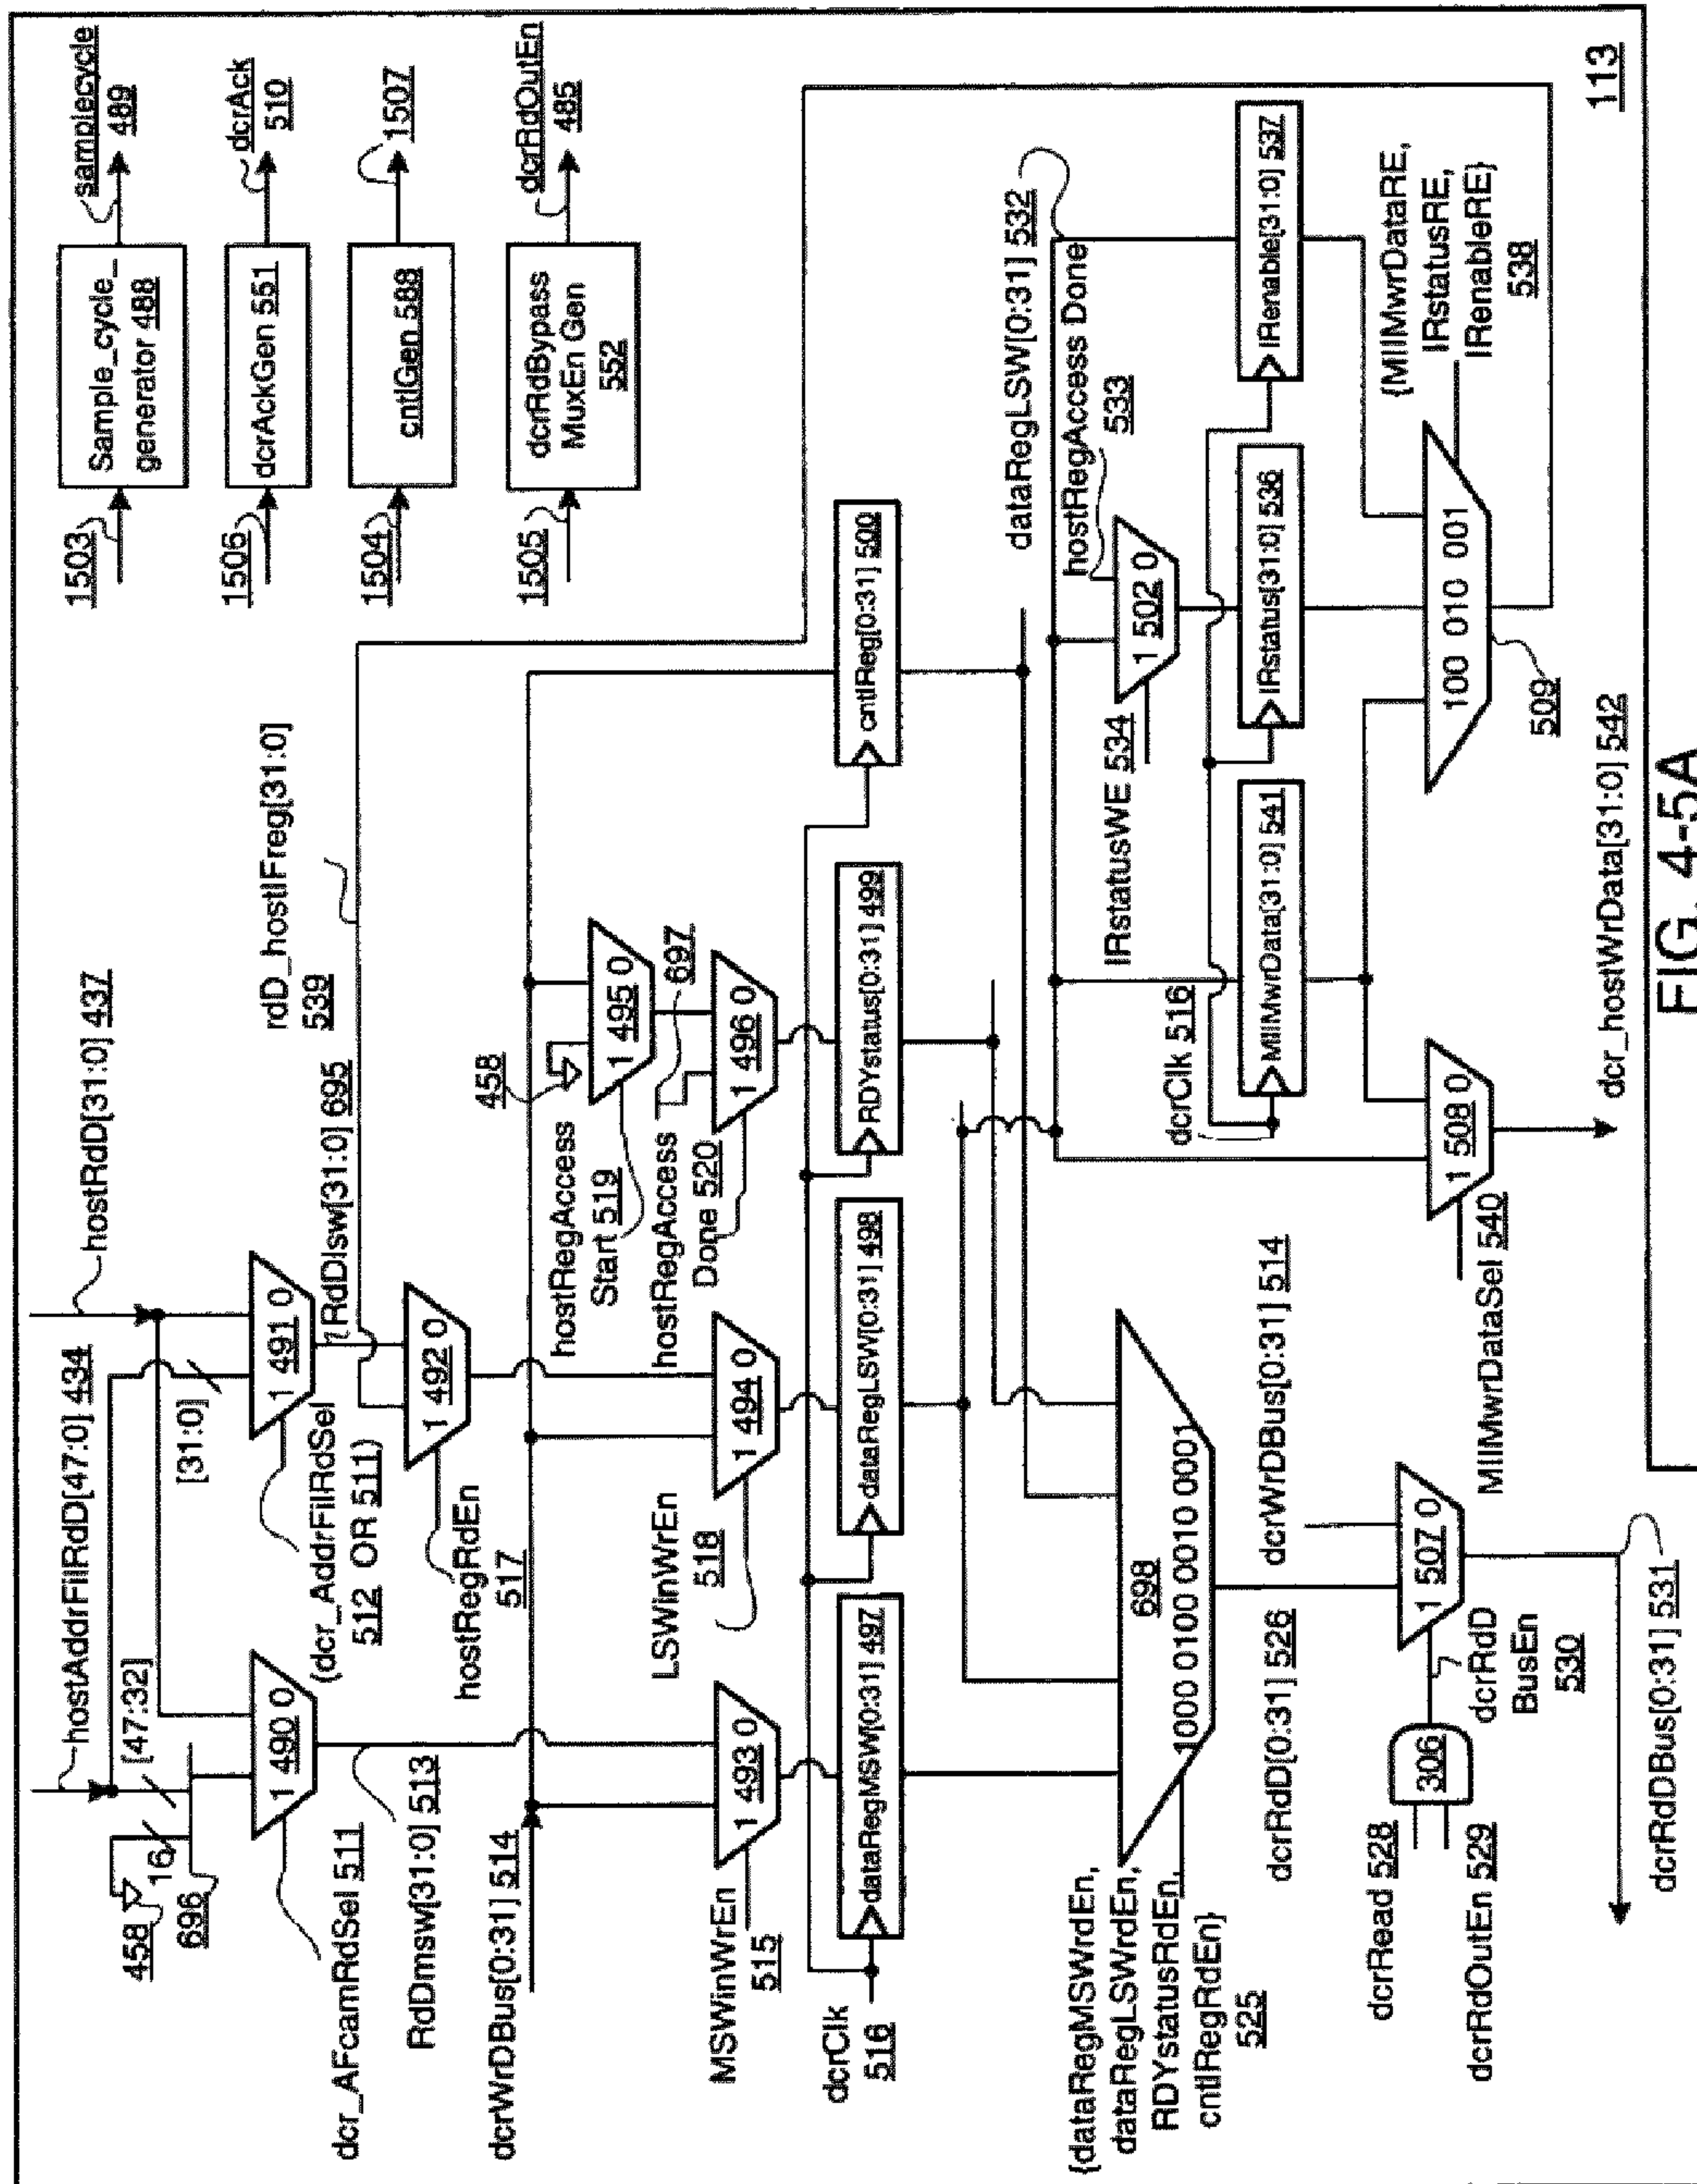 hostAddrFilRdD[47:0] 434
hostRdD[31:0] 437
458
16
696
[47:32]
[31:0]
1 490 0
1 491 0
dcr_AFcamRdSel 511
(dcr_AddrFilRdSel
512 OR 511)
RdDlsw[31:0] 695
rdD_hostIFreg[31:0]
539
RdDmsw[31:0] 513
1 492 0
hostRegRdEn
517
dcrWrDBus[0:31] 514
MSWinWrEn
515
1 493 0
LSWinWrEn
518
1 494 0
hostRegAccess
Start 519
458
1 495 0
hostRegAccess
Done 520
697
1 496 0
dcrClk
516
dataRegMSW[0:31] 497
dataRegLSW[0:31] 498
RDYstatus[0:31] 499
cntlReg[0:31] 500
1503
Sample_cycle_
generator 488
samplecycle
489
1506
dcrAckGen 551
dcrAck
510
1504
cntlGen 588
1507
1505
dcrRdBypass
MuxEn Gen
552
dcrRdOutEn
485
{dataRegMSWrdEn,
dataRegLSWrdEn,
RDYstatusRdEn,
cntlRegRdEn}
525
698
1000 0100 0010 0001
dataRegLSW[0:31] 532
hostRegAccess Done
533
IRstatusWE 534
1 502 0
dcrClk 516
MIIMwrData[31:0] 541
IRstatus[31:0] 536
IRenable[31:0] 537
{MIIMwrDataRE,
IRstatusRE,
IRenableRE}
538
100 010 001
509
dcrRdD[0:31] 526
dcrWrDBus[0:31] 514
dcrRead 528
dcrRdOutEn 529
306
dcrRdD
BusEn
530
1 507 0
MIIMwrDataSel 540
1 508 0
dcrRdDBus[0:31] 531
dcr_hostWrData[31:0] 542
113
FIG. 4-5A